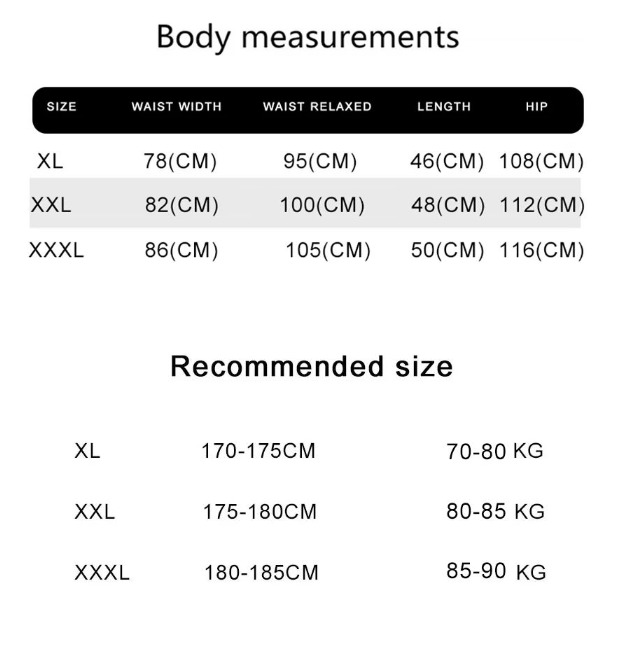 Body measurements
SIZE WAIST WIDTH WAIST RELAXED LENGTH HIP
XL 78(CM) 95(CM) 46(CM) 108(CM)
XXL 82(CM) 100(CM) 48(CM) 112(CM)
XXXL 86(CM) 105(CM) 50(CM) 116(CM)
Recommended size
XL 170-175CM 70-80 KG
XXL 175-180CM 80-85 KG
XXXL 180-185CM 85-90 KG